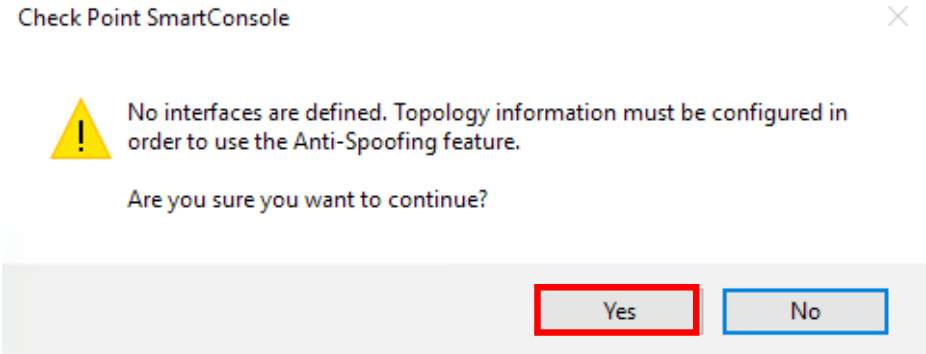 Check Point SmartConsole
No interfaces are defined. Topology information must be configured in
order to use the Anti-Spoofing feature.
Are you sure you want to continue?
Yes
No